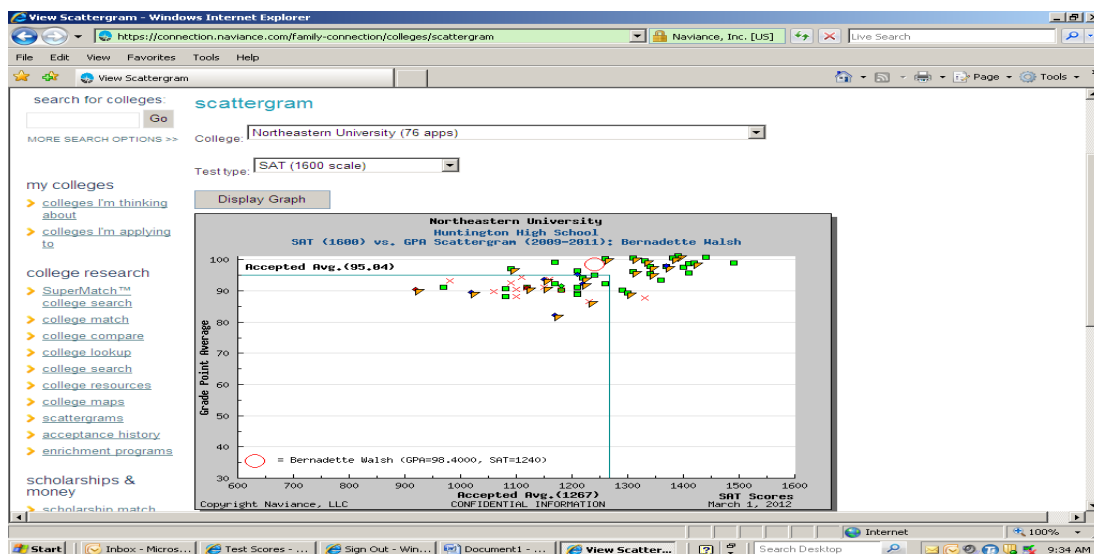 View Scattergram - Windows Internet Explorer
https://connection.naviance.com/family-connection/colleges/scattergram
Naviance, Inc. [US]
Live Search
File Edit View Favorites Tools Help
View Scattergram
Page
Tools
search for colleges:
Go
MORE SEARCH OPTIONS >>
my colleges
colleges I'm thinking
about
colleges I'm applying
to
college research
SuperMatch™
college search
college match
college compare
college lookup
college search
college resources
college maps
scattergrams
acceptance history
enrichment programs
scholarships &
money
scholarship match
scattergram
College: Northeastern University (76 apps)
Test type: SAT (1600 scale)
Display Graph
Northeastern University
Huntington High School
SAT (1600) vs. GPA Scattergram (2009-2011): Bernadette Walsh
Accepted Avg.(95.04)
Grade Point Average
100
90
80
70
60
50
40
30
= Bernadette Walsh (GPA=98.4000, SAT=1240)
600 700 800 900 1000 1100 1200 1300 1400 1500 1600
Accepted Avg.(1267)
SAT Scores
Copyright Naviance, LLC
CONFIDENTIAL INFORMATION
March 1, 2012
Internet
100%
Start
Inbox - Micros...
Test Scores - ...
Sign Out - Win...
Document1 - ...
View Scatter...
Search Desktop
9:34 AM